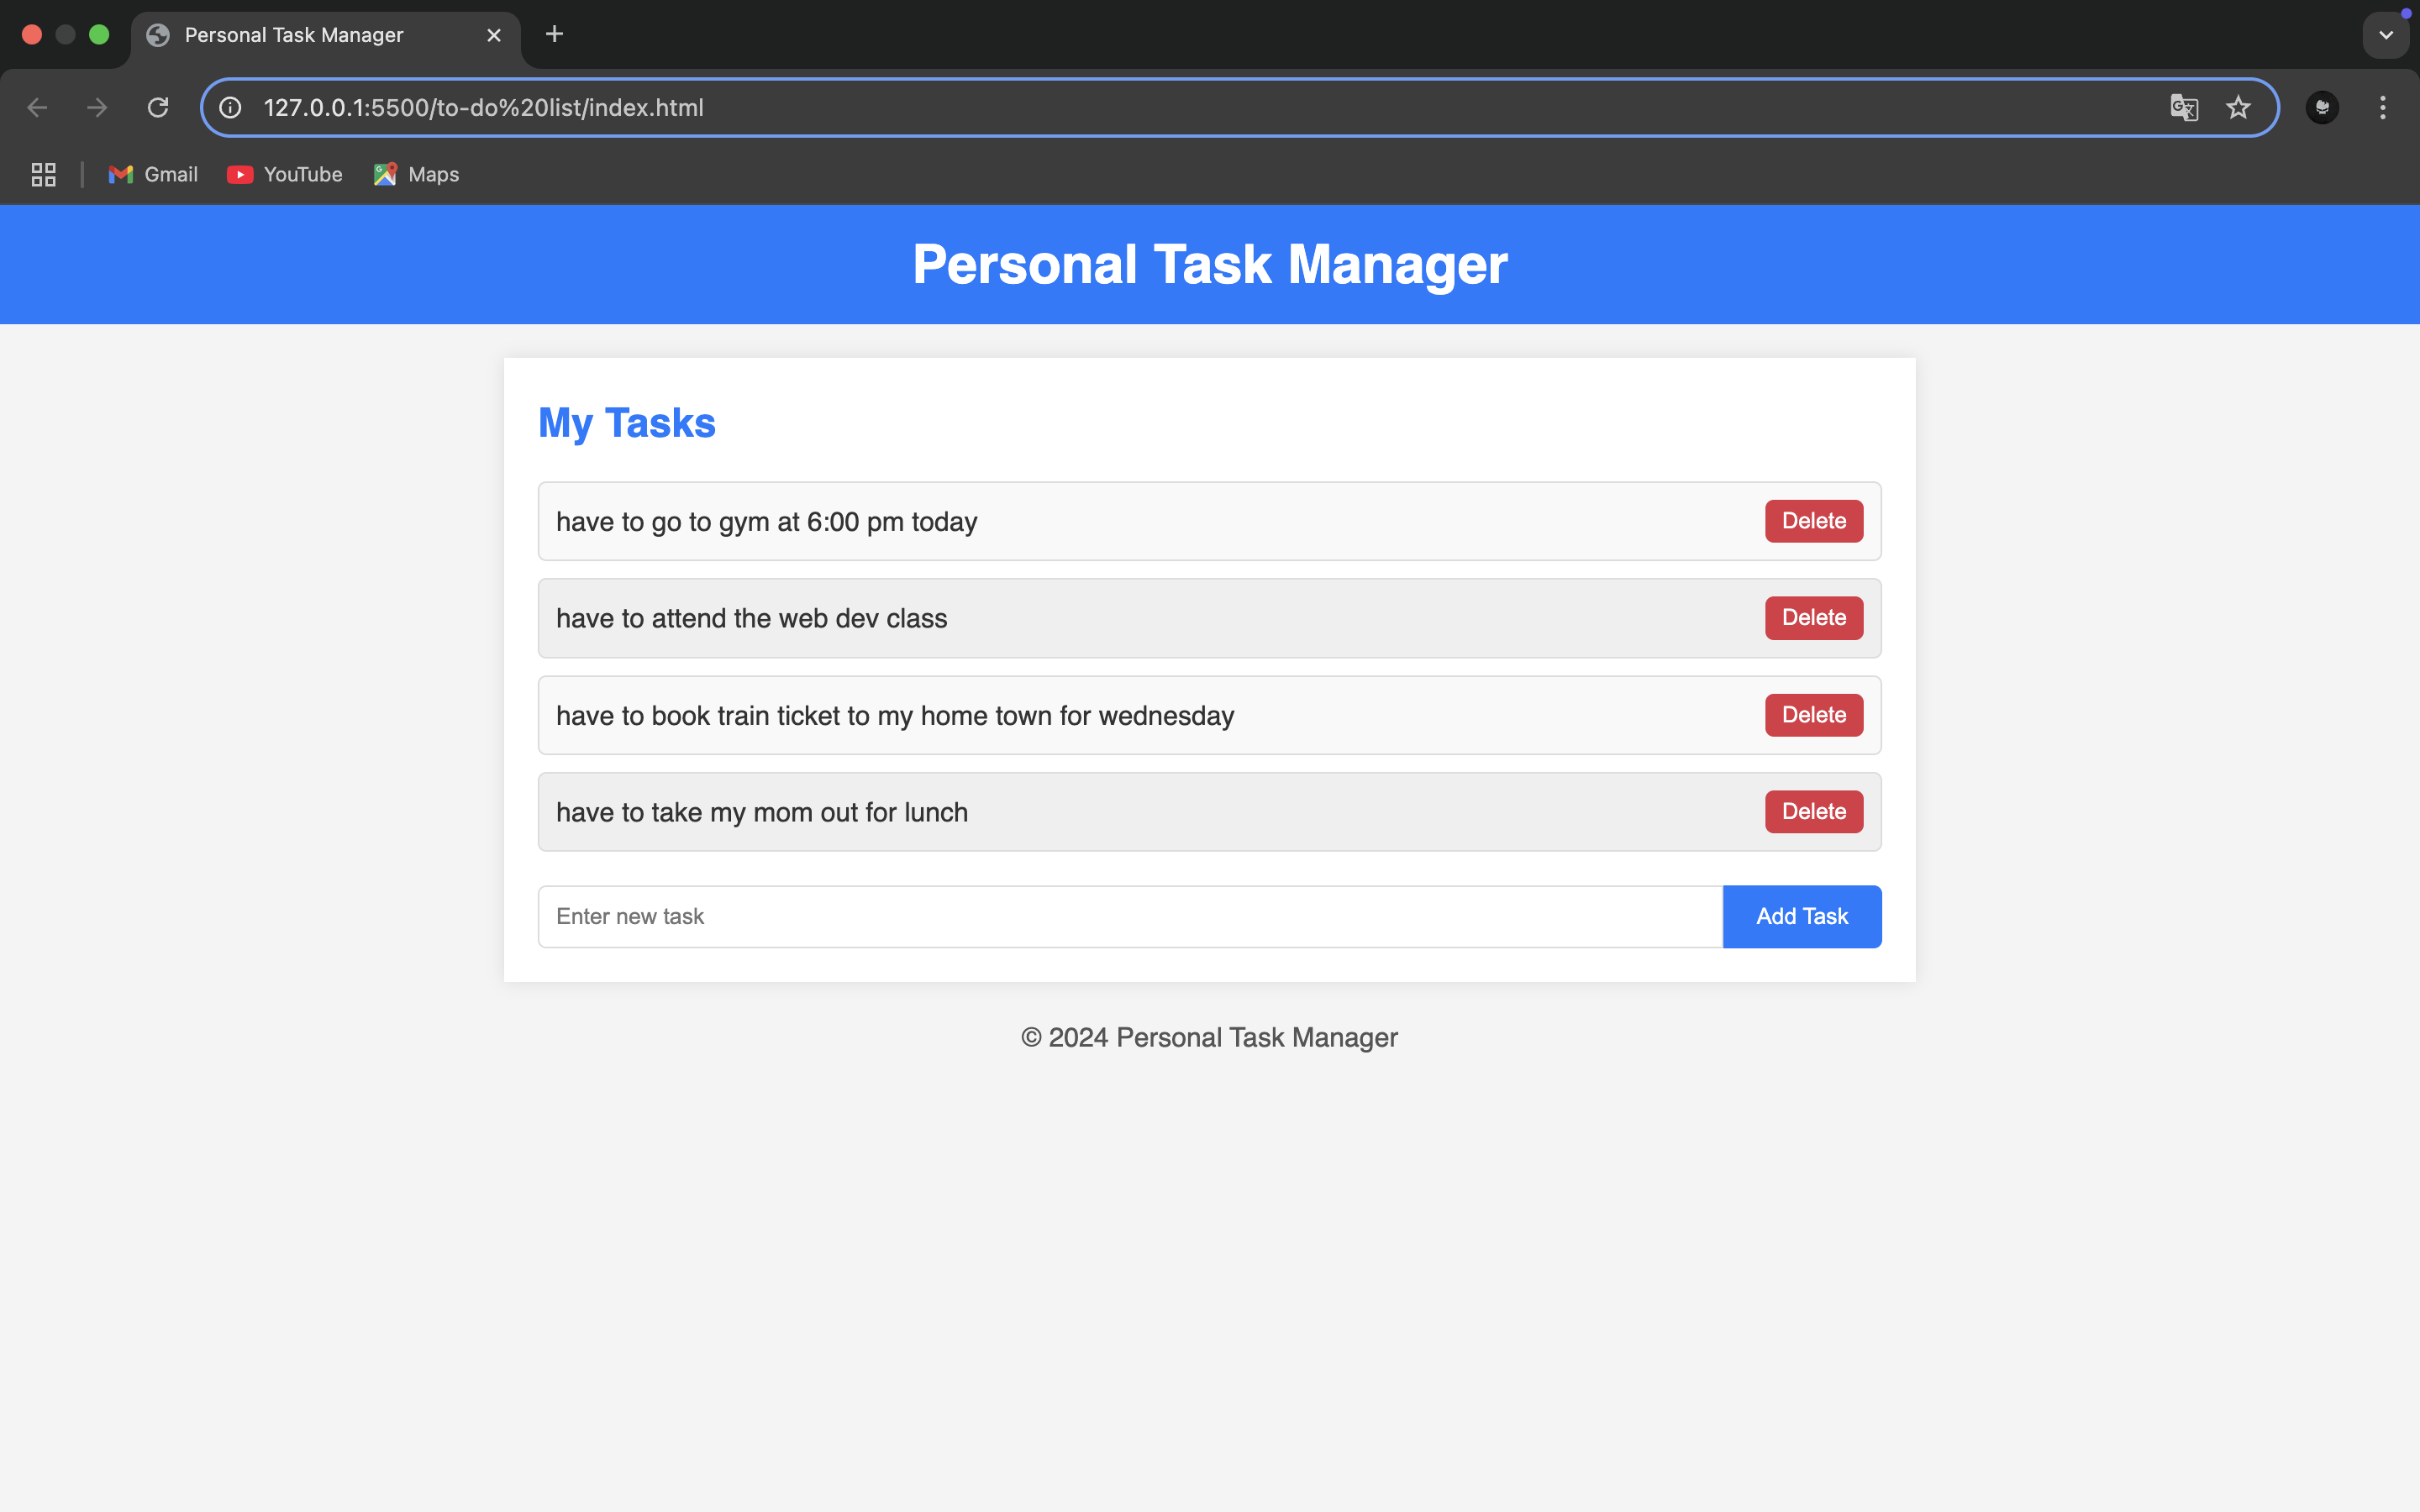 Personal Task Manager
127.0.0.1:5500/to-do%20list/index.html
Gmail
YouTube
Maps
Personal Task Manager
My Tasks
have to go to gym at 6:00 pm today
Delete
have to attend the web dev class
Delete
have to book train ticket to my home town for wednesday
Delete
have to take my mom out for lunch
Delete
Enter new task
Add Task
© 2024 Personal Task Manager